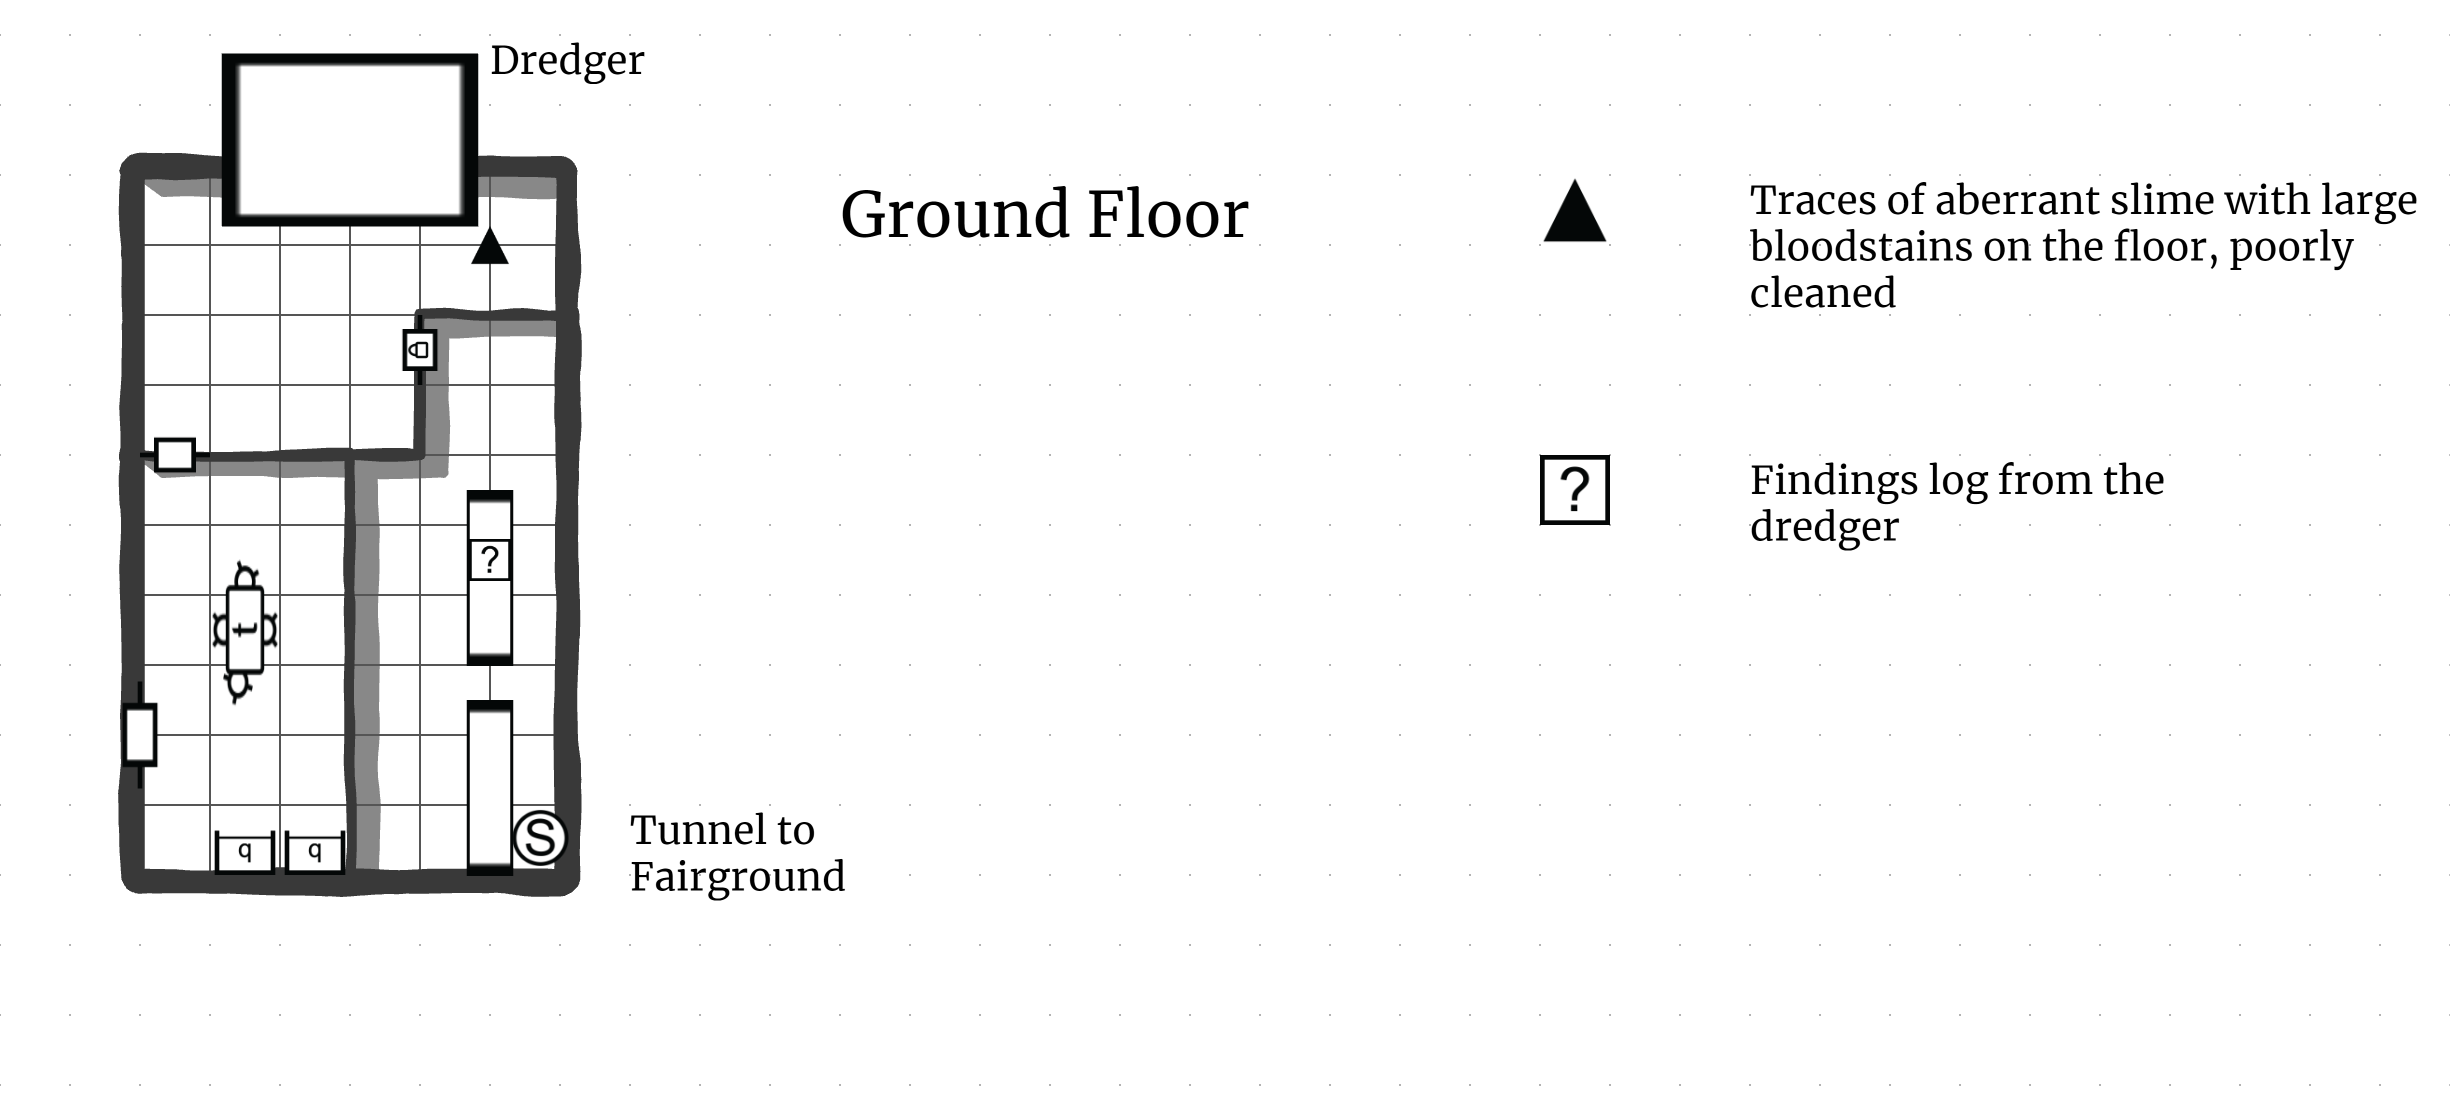 Dredger
Ground Floor
Traces of aberrant slime with large
bloodstains on the floor, poorly
cleaned
?
Findings log from the
dredger
?
t
q
q
S
Tunnel to
Fairground